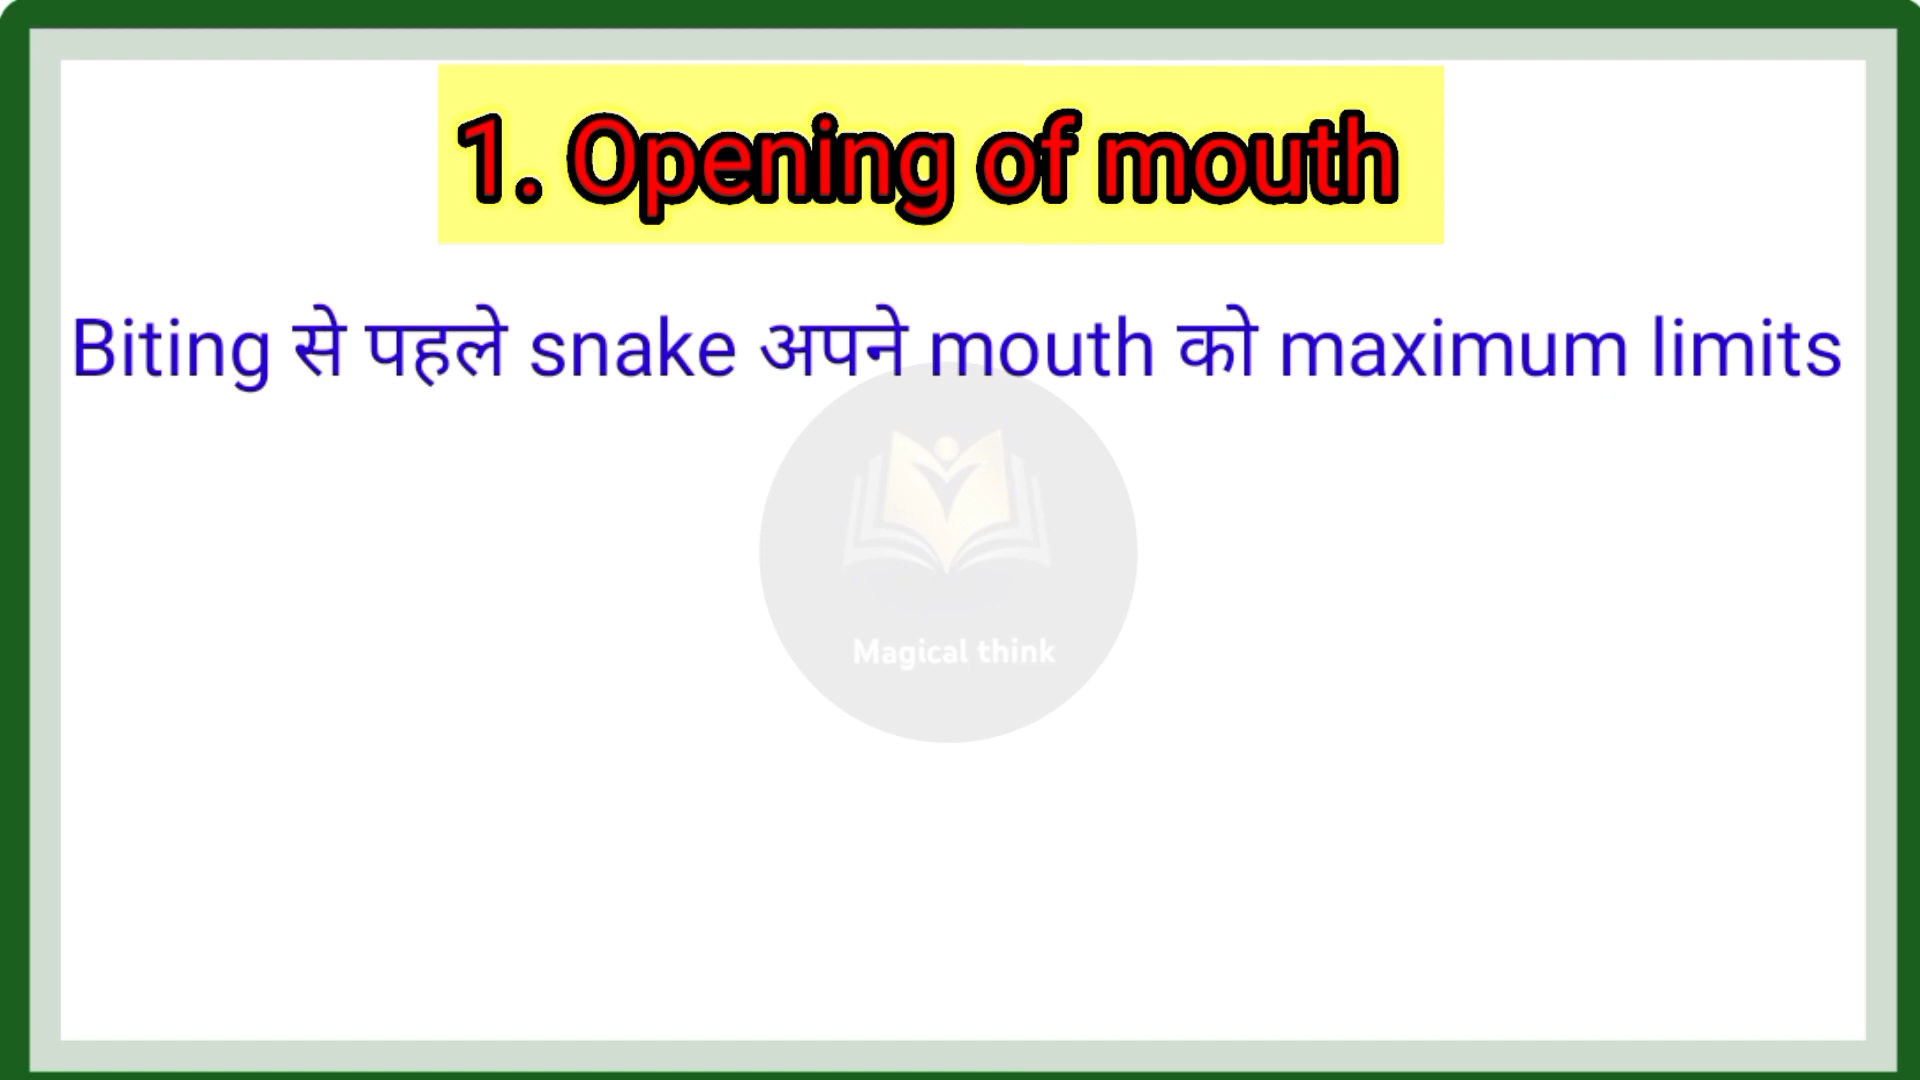 1. Opening of mouth
Biting से पहले snake अपने mouth को maximum limits
Magical think